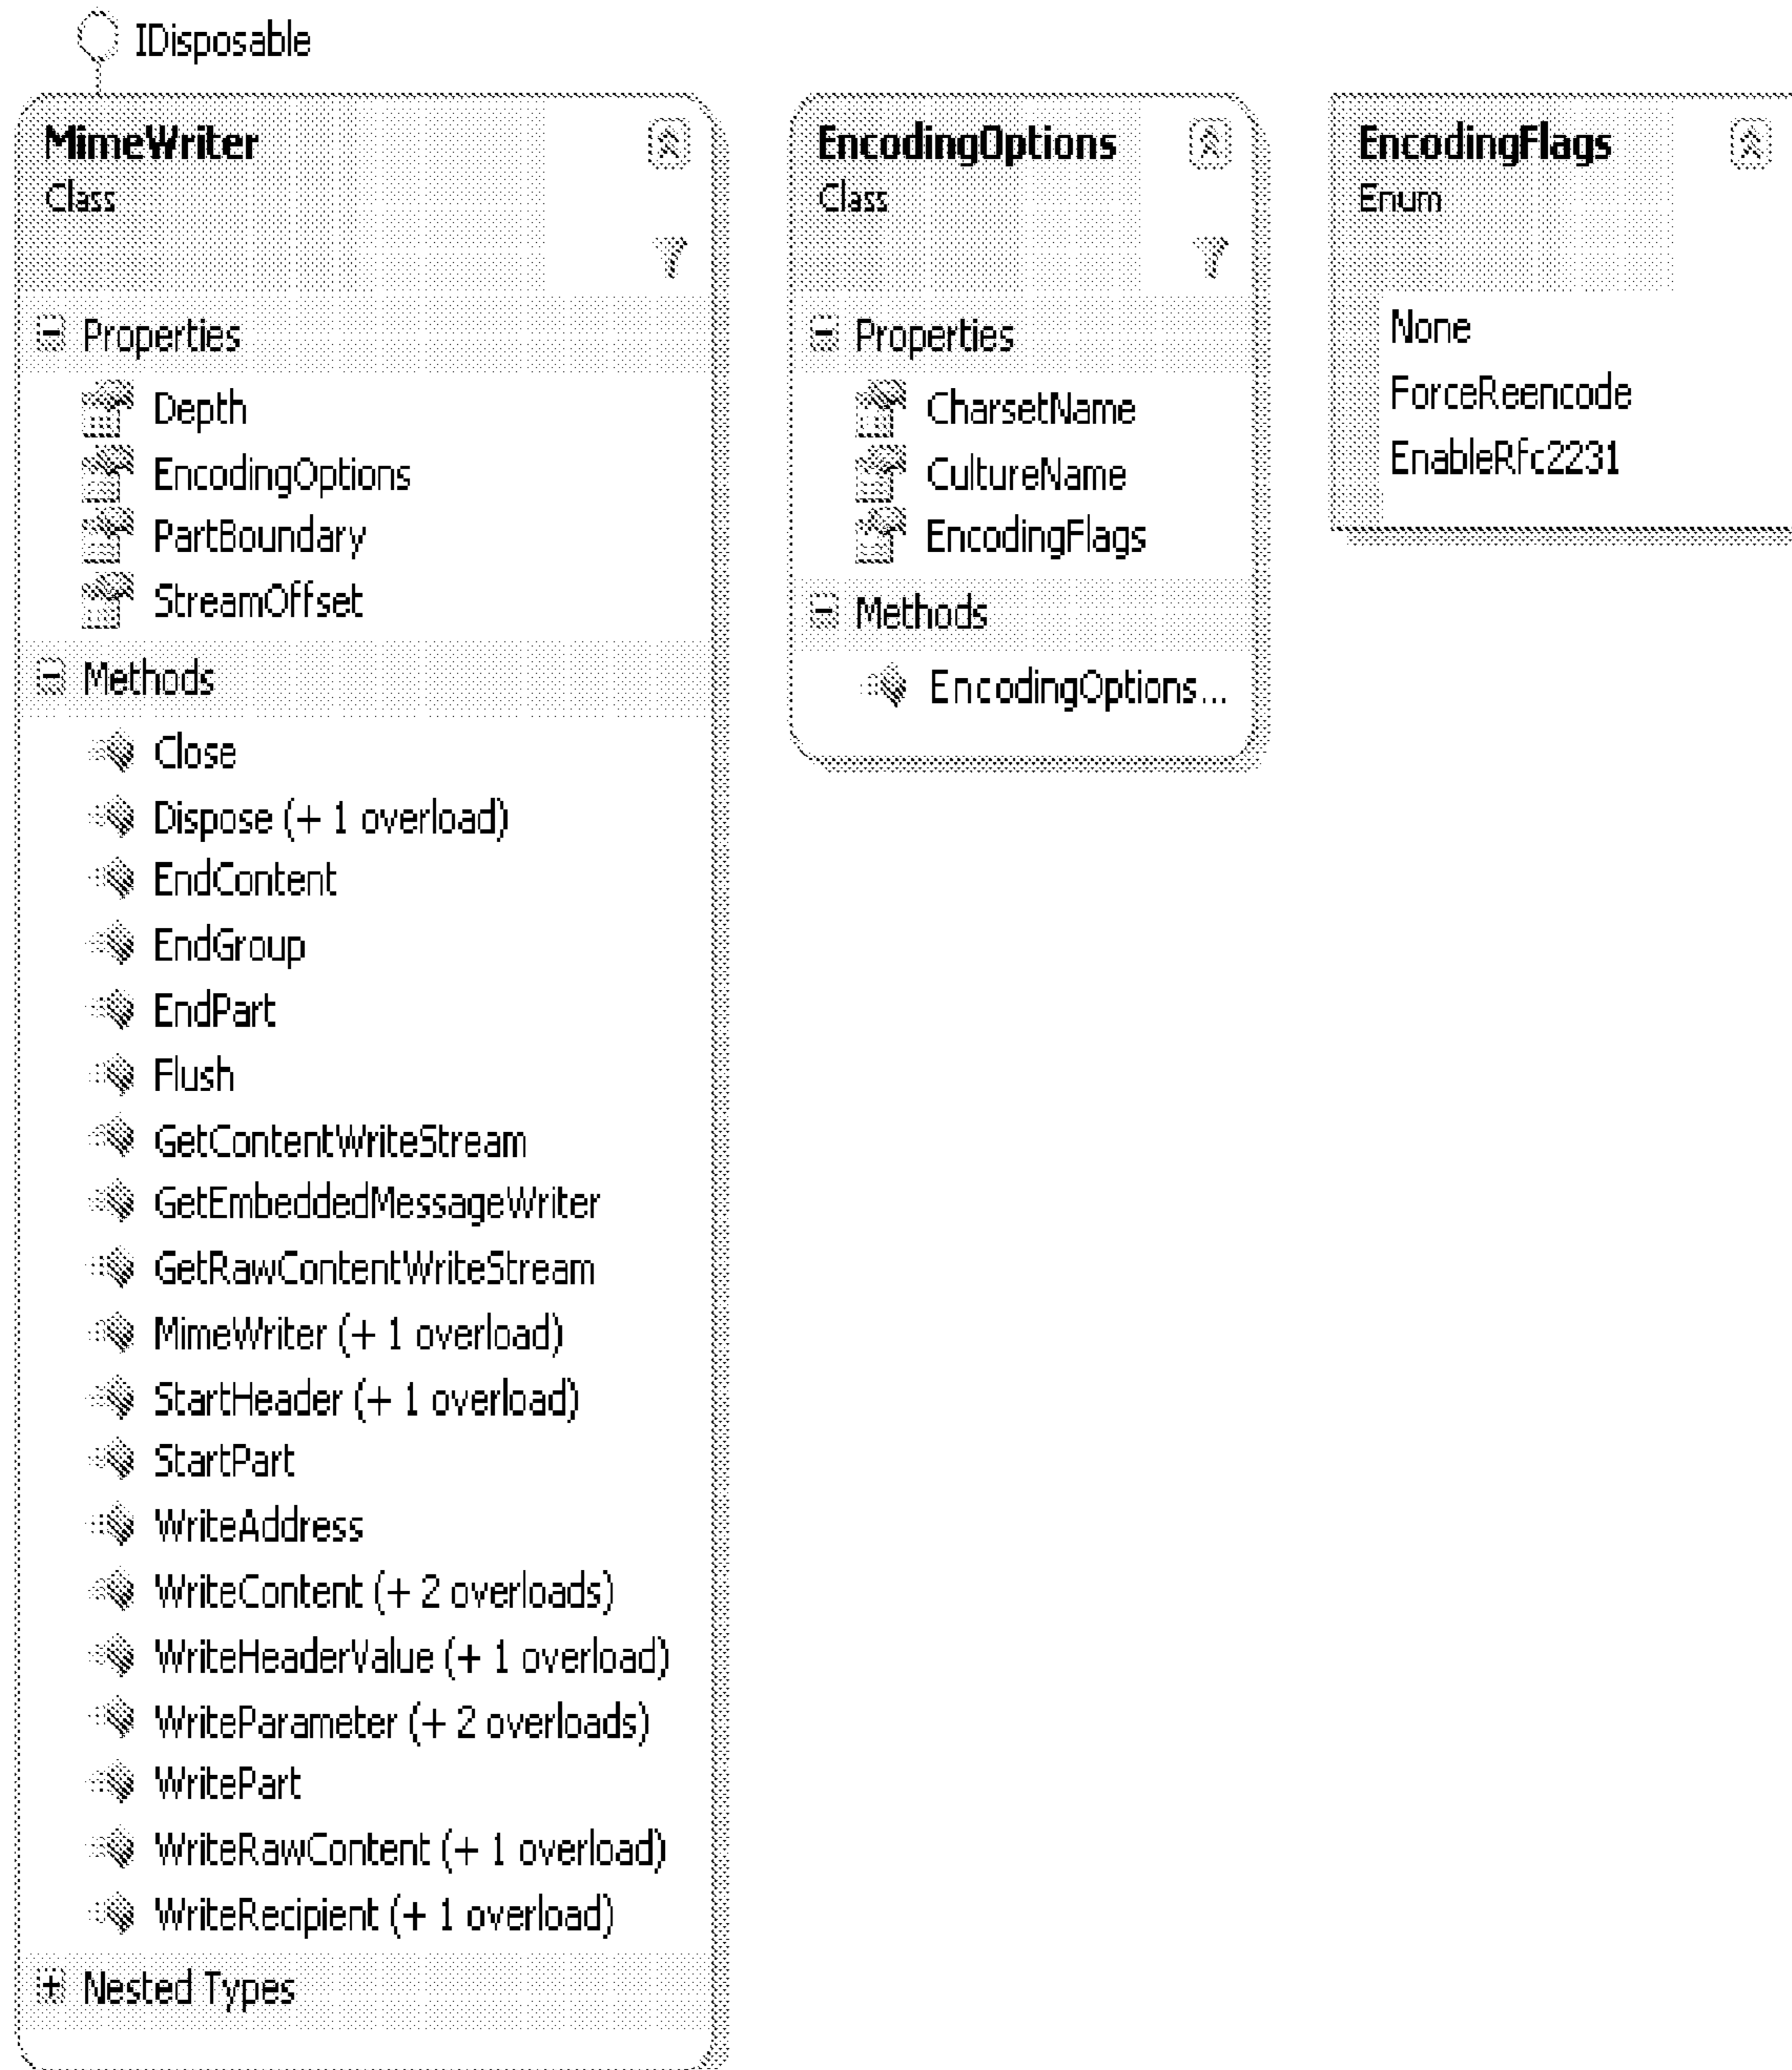 IDisposable
MimeWriter
Class
Properties
Depth
EncodingOptions
PartBoundary
StreamOffset
Methods
Close
Dispose (+ 1 overload)
EndContent
EndGroup
EndPart
Flush
GetContentWriteStream
GetEmbeddedMessageWriter
GetRawContentWriteStream
MimeWriter (+ 1 overload)
StartHeader (+ 1 overload)
StartPart
WriteAddress
WriteContent (+ 2 overloads)
WriteHeaderValue (+ 1 overload)
WriteParameter (+ 2 overloads)
WritePart
WriteRawContent (+ 1 overload)
WriteRecipient (+ 1 overload)
Nested Types
EncodingOptions
Class
Properties
CharsetName
CultureName
EncodingFlags
Methods
EncodingOptions...
EncodingFlags
Enum
None
ForceReencode
EnableRfc2231